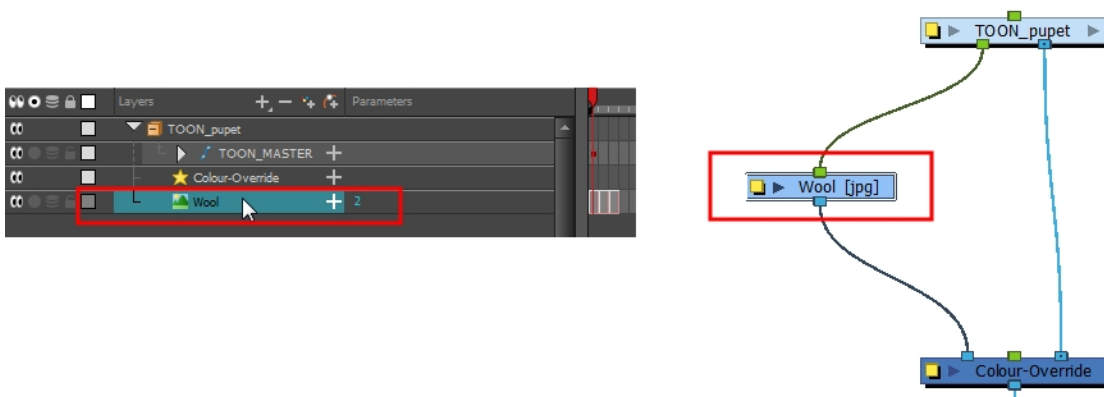 Layers Parameters
TOON_pupet
TOON_MASTER
Colour-Override
Wool 2
TOON_pupet
Wool [jpg]
Colour-Override